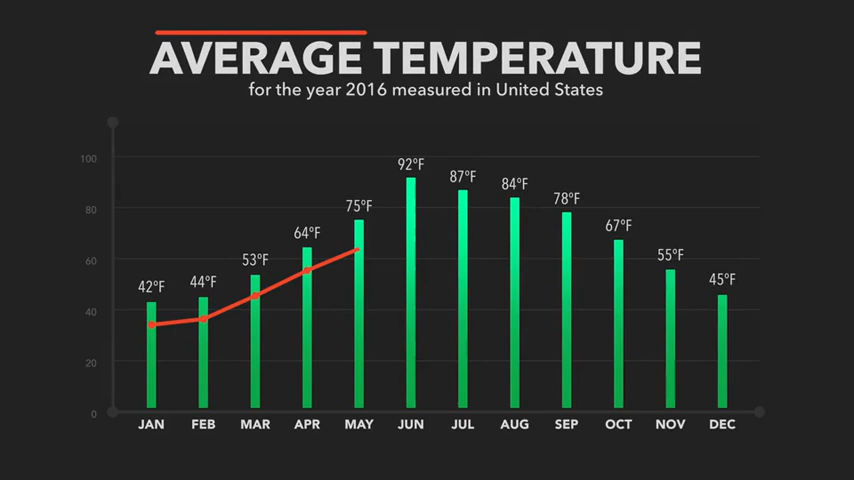 AVERAGE TEMPERATURE
for the year 2016 measured in United States
100
80
60
40
20
0
42°F
44°F
53°F
64°F
75°F
92°F
87°F
84°F
78°F
67°F
55°F
45°F
JAN
FEB
MAR
APR
MAY
JUN
JUL
AUG
SEP
OCT
NOV
DEC